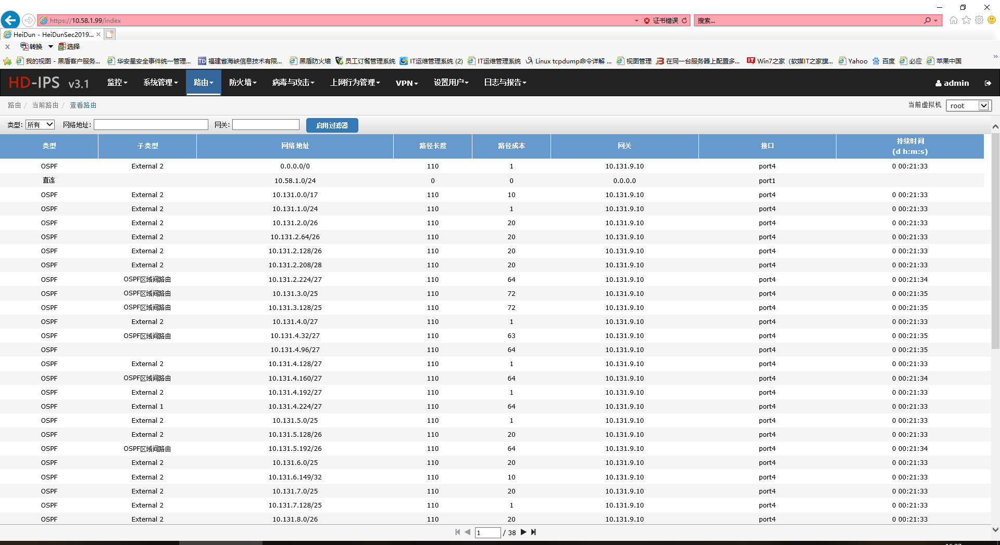 https://10.58.1.99/index 证书错误 搜索...
HeiDun - HeiDunSec2019...
x 转换 选择
我的视图 - 黑盾客户服务... 华安星安全事件统一管理... TD 福建省海峡信息技术有限... 黑盾防火墙 员工订餐管理系统 IT运维管理系统 (2) IT运维管理系统 Linux tcpdump命令详解 ... 视图管理 在同一台服务器上配置多... IT Win7之家（软媒IT之家旗... Yahoo 百度 必应 苹果中国
HD-IPS v3.1 监控 系统管理 路由 防火墙 病毒与攻击 上网行为管理 VPN 设置用户 日志与报告 admin
路由 / 当前路由 / 查看路由 当前虚拟机 root
类型: 所有 网络地址: 网关: 启用过滤器
类型 子类型 网络地址 路径长度 路径成本 网关 接口 持续时间
(d h:m:s)
OSPF External 2 0.0.0.0/0 110 1 10.131.9.10 port4 0 00:21:33
直连 10.58.1.0/24 0 0 0.0.0.0 port1
OSPF External 2 10.131.0.0/17 110 10 10.131.9.10 port4 0 00:21:33
OSPF External 2 10.131.1.0/24 110 1 10.131.9.10 port4 0 00:21:33
OSPF External 2 10.131.2.0/26 110 20 10.131.9.10 port4 0 00:21:33
OSPF External 2 10.131.2.64/26 110 20 10.131.9.10 port4 0 00:21:33
OSPF External 2 10.131.2.128/26 110 20 10.131.9.10 port4 0 00:21:33
OSPF External 2 10.131.2.208/28 110 20 10.131.9.10 port4 0 00:21:33
OSPF OSPF区域间路由 10.131.2.224/27 110 64 10.131.9.10 port4 0 00:21:34
OSPF OSPF区域间路由 10.131.3.0/25 110 72 10.131.9.10 port4 0 00:21:35
OSPF OSPF区域间路由 10.131.3.128/25 110 72 10.131.9.10 port4 0 00:21:35
OSPF External 2 10.131.4.0/27 110 1 10.131.9.10 port4 0 00:21:33
OSPF OSPF区域间路由 10.131.4.32/27 110 63 10.131.9.10 port4 0 00:21:35
OSPF 10.131.4.96/27 110 64 10.131.9.10 port4 0 00:21:35
OSPF External 2 10.131.4.128/27 110 1 10.131.9.10 port4 0 00:21:33
OSPF OSPF区域间路由 10.131.4.160/27 110 64 10.131.9.10 port4 0 00:21:34
OSPF External 2 10.131.4.192/27 110 1 10.131.9.10 port4 0 00:21:33
OSPF External 1 10.131.4.224/27 110 64 10.131.9.10 port4 0 00:21:33
OSPF External 2 10.131.5.0/25 110 1 10.131.9.10 port4 0 00:21:33
OSPF External 2 10.131.5.128/26 110 20 10.131.9.10 port4 0 00:21:33
OSPF OSPF区域间路由 10.131.5.192/26 110 64 10.131.9.10 port4 0 00:21:34
OSPF External 2 10.131.6.0/25 110 20 10.131.9.10 port4 0 00:21:33
OSPF External 2 10.131.6.149/32 110 10 10.131.9.10 port4 0 00:21:33
OSPF External 2 10.131.7.0/25 110 20 10.131.9.10 port4 0 00:21:33
OSPF External 2 10.131.7.128/25 110 1 10.131.9.10 port4 0 00:21:33
OSPF External 2 10.131.8.0/26 110 20 10.131.9.10 port4 0 00:21:33
1 / 38